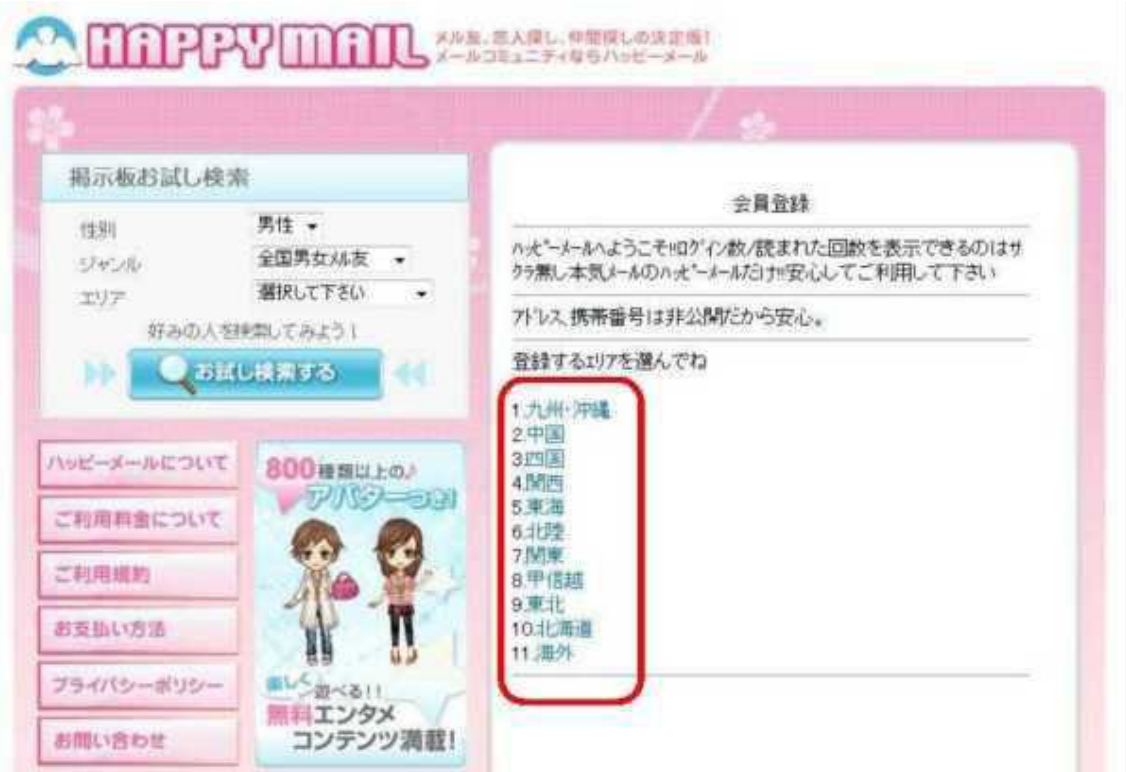 HAPPY MAIL
メル友、恋人探し、仲間探しの決定版!
メールコミュニティならハッピーメール
掲示板お試し検索
性別 男性
ジャンル 全国男女メル友
エリア 選択して下さい
好みの人を検索してみよう!
お試し検索する
ハッピーメールについて
ご利用料金について
ご利用規約
お支払い方法
プライバシーポリシー
お問い合わせ
800種類以上の♪
アバターつき!
楽しく遊べる!!
無料エンタメ
コンテンツ満載!
会員登録
ハッピーメールへようこそ!!ログイン数/読まれた回数を表示できるのはサ
クラ無し本気メールのハッピーメールだけ!!安心してご利用して下さい
アドレス、携帯番号は非公開だから安心。
登録するエリアを選んでね
1.九州・沖縄
2.中国
3.四国
4.関西
5.東海
6.北陸
7.関東
8.甲信越
9.東北
10.北海道
11.海外